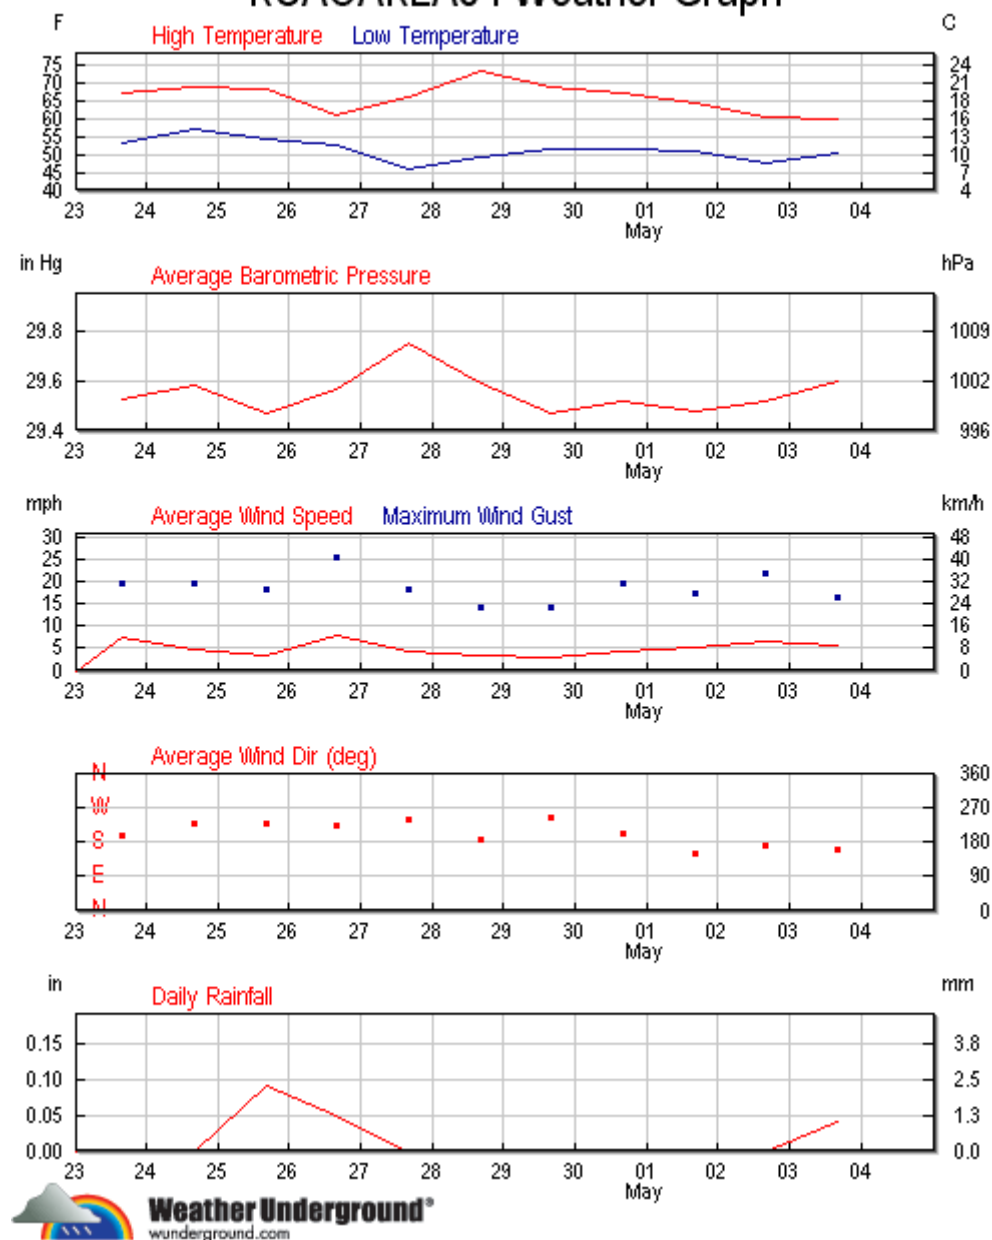 Weather Graph
F C
High Temperature Low Temperature
75 24
70 21
65 18
60 16
55 13
50 10
45 7
40 4
23 24 25 26 27 28 29 30 01 02 03 04
May
in Hg hPa
Average Barometric Pressure
29.8 1009
29.6 1002
29.4 996
23 24 25 26 27 28 29 30 01 02 03 04
May
mph km/h
Average Wind Speed Maximum Wind Gust
30 48
25 40
20 32
15 24
10 16
5 8
0 0
23 24 25 26 27 28 29 30 01 02 03 04
May
Average Wind Dir (deg)
N 360
W 270
S 180
E 90
N 0
23 24 25 26 27 28 29 30 01 02 03 04
May
in mm
Daily Rainfall
0.15 3.8
0.10 2.5
0.05 1.3
0.00 0.0
23 24 25 26 27 28 29 30 01 02 03 04
May
Weather Underground®
wunderground.com